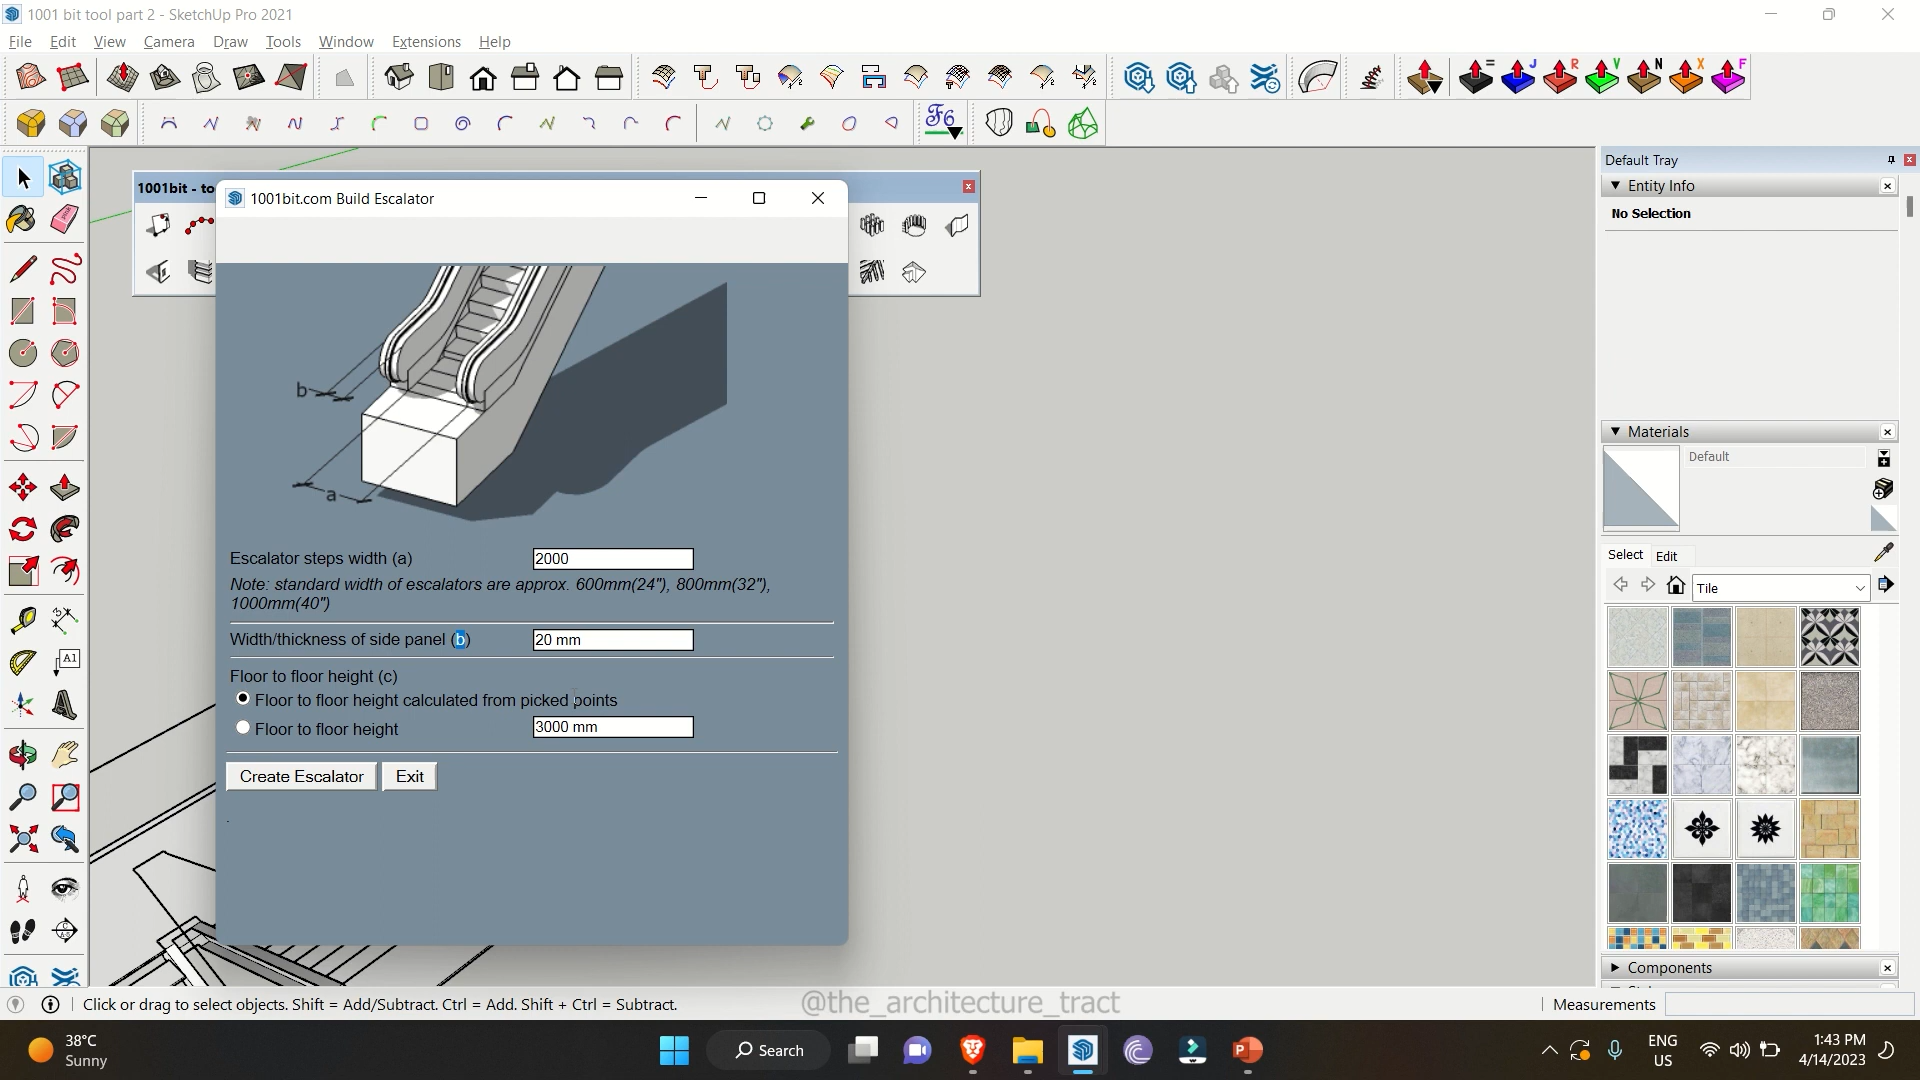 1001 bit tool part 2 - SketchUp Pro 2021
File Edit View Camera Draw Tools Window Extensions Help
= J R V N X F
F6
Default Tray
Entity Info
No Selection
1001bit - to
1001bit.com Build Escalator
b
a
Escalator steps width (a) 2000
Note: standard width of escalators are approx. 600mm(24"), 800mm(32"),
1000mm(40")
Width/thickness of side panel (b) 20 mm
Floor to floor height (c)
Floor to floor height calculated from picked points
Floor to floor height 3000 mm
Create Escalator Exit
.
A1
Materials
Default
Select Edit
Tile
Components
Click or drag to select objects. Shift = Add/Subtract. Ctrl = Add. Shift + Ctrl = Subtract.
@the_architecture_tract
Measurements
38°C
Sunny
Search
ENG
US
1:43 PM
4/14/2023